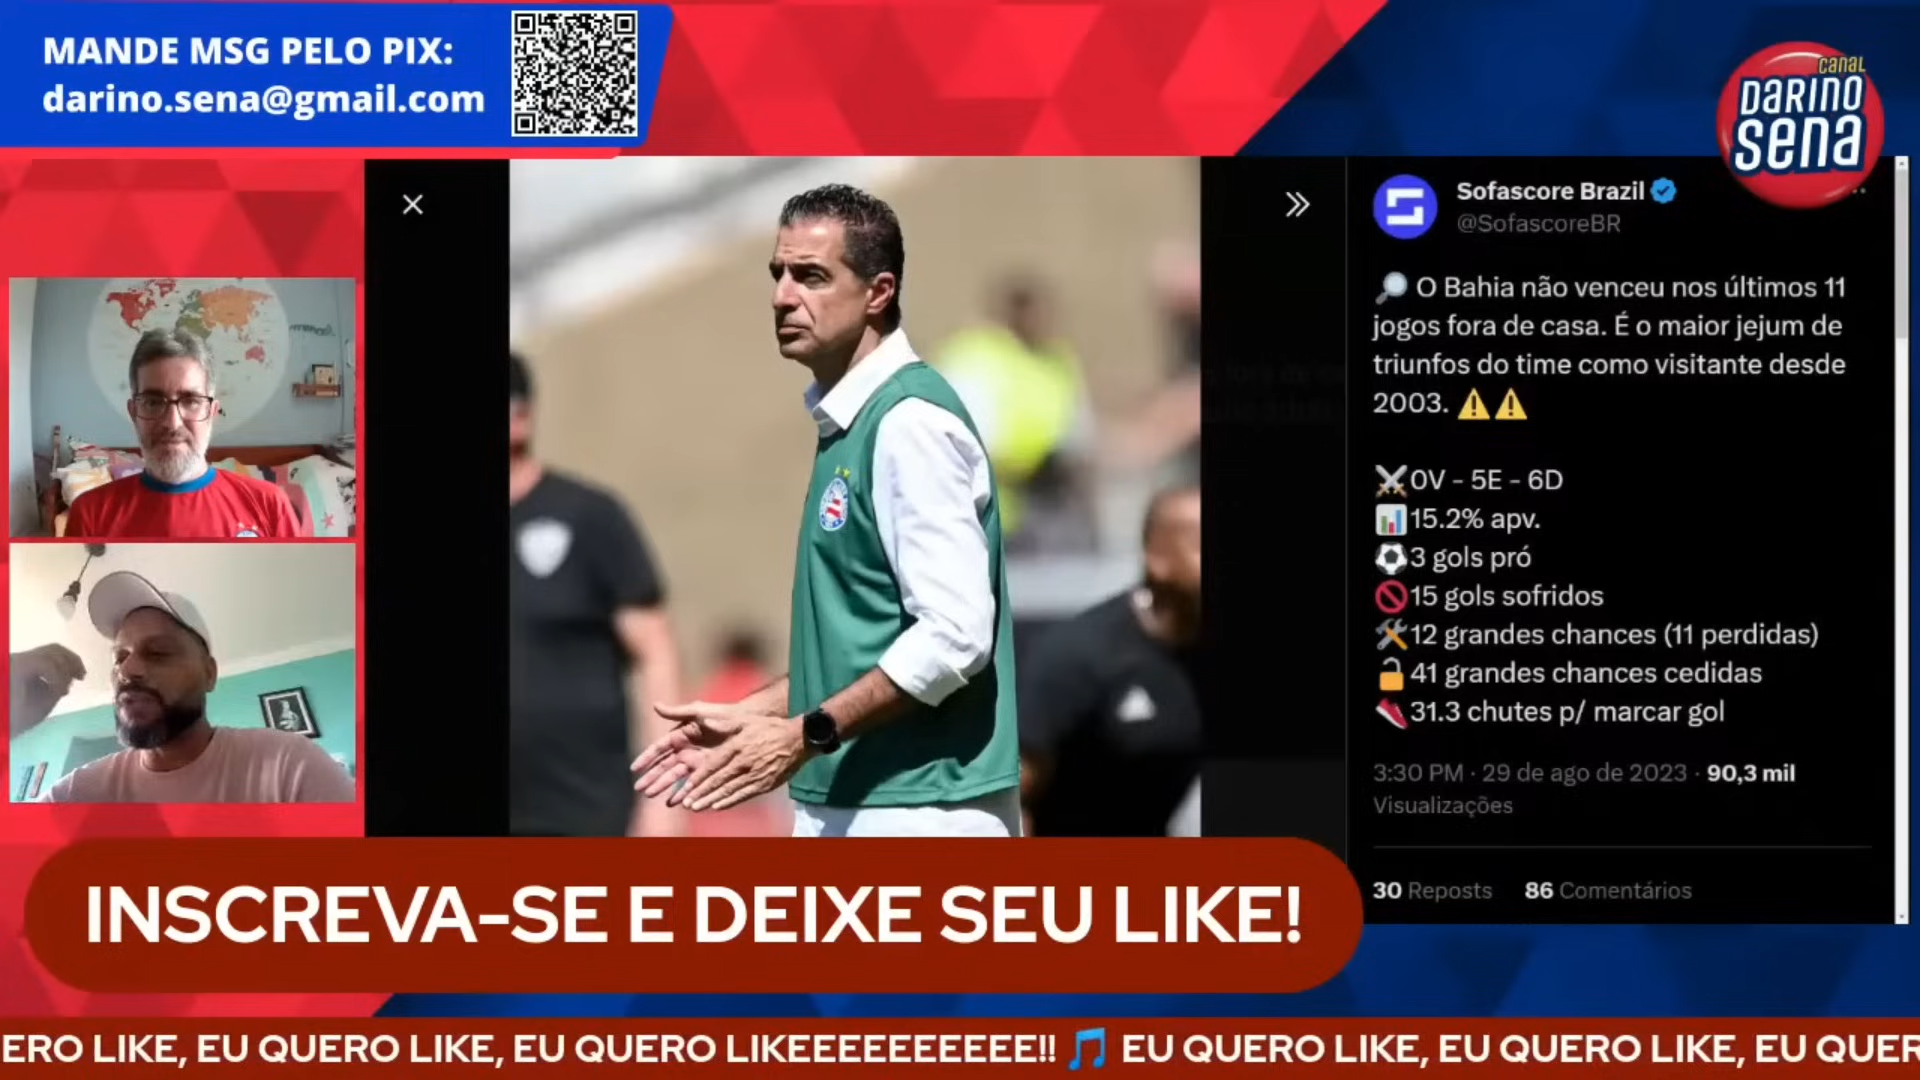 MANDE MSG PELO PIX:
darino.sena@gmail.com
canal
DARINO
sena
Sofascore Brazil
@SofascoreBR
🔎 O Bahia não venceu nos últimos 11
jogos fora de casa. É o maior jejum de
triunfos do time como visitante desde
2003. ⚠️⚠️
⚔️0V - 5E - 6D
📊15.2% apv.
⚽3 gols pró
🚫15 gols sofridos
🛠️12 grandes chances (11 perdidas)
🔓41 grandes chances cedidas
👟31.3 chutes p/ marcar gol
3:30 PM · 29 de ago de 2023 · 90,3 mil
Visualizações
30 Reposts 86 Comentários
INSCREVA-SE E DEIXE SEU LIKE!
ERO LIKE, EU QUERO LIKE, EU QUERO LIKEEEEEEEEEE!! 🎵 EU QUERO LIKE, EU QUERO LIKE, EU QUER